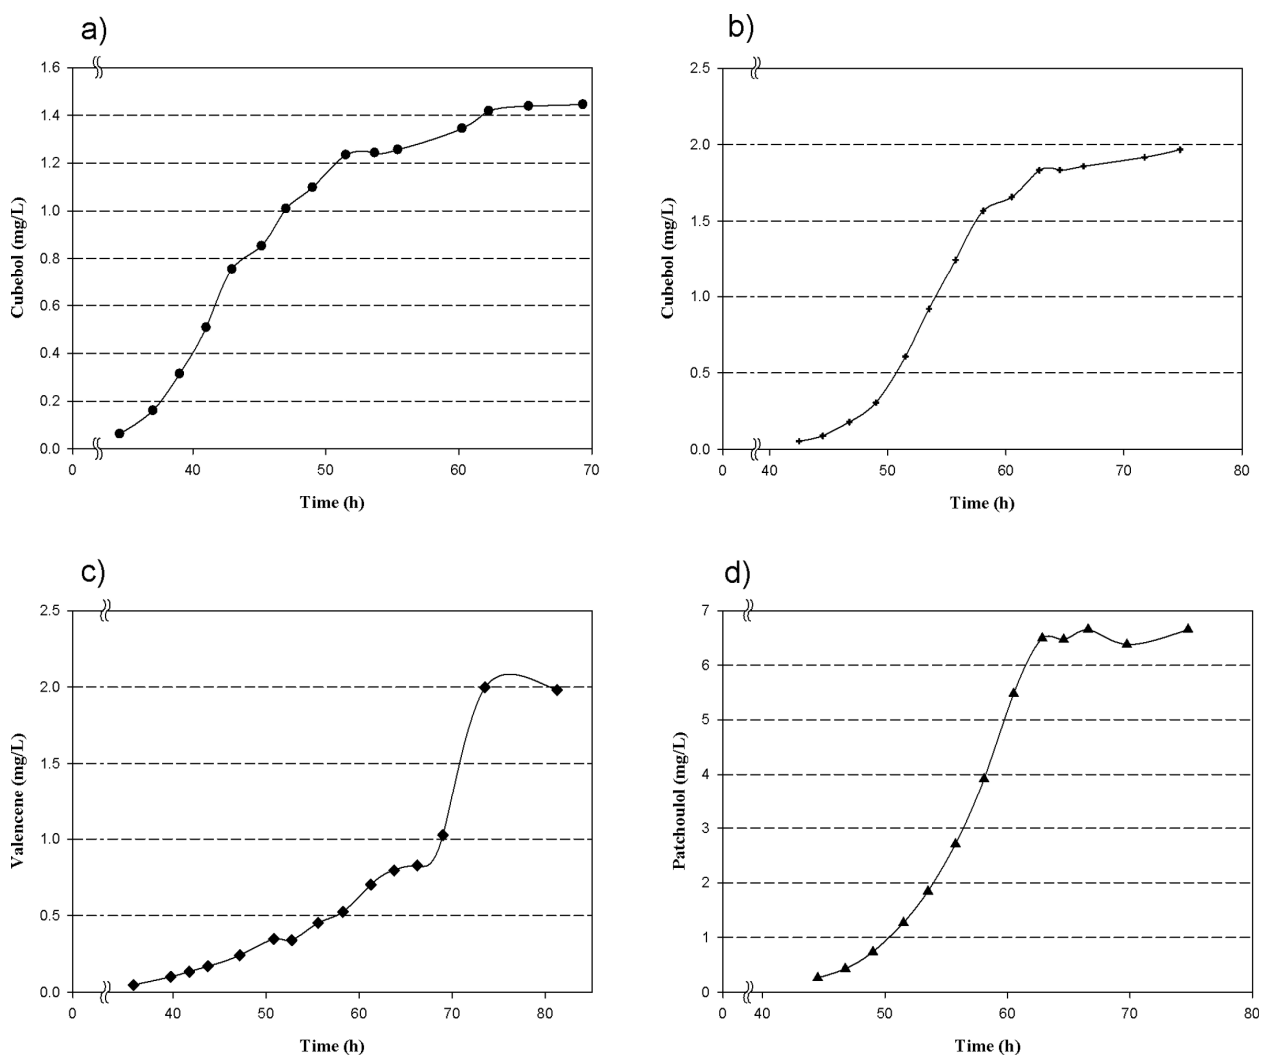 a)
1.6
1.4
1.2
1.0
0.8
0.6
0.4
0.2
0.0
Cubebol (mg/L)
0 40 50 60 70
Time (h)
b)
2.5
2.0
1.5
1.0
0.5
0.0
Cubebol (mg/L)
0 40 50 60 70 80
Time (h)
c)
2.5
2.0
1.5
1.0
0.5
0.0
Valencene (mg/L)
0 40 50 60 70 80
Time (h)
d)
7
6
5
4
3
2
1
0
Patchoulol (mg/L)
0 40 50 60 70 80
Time (h)